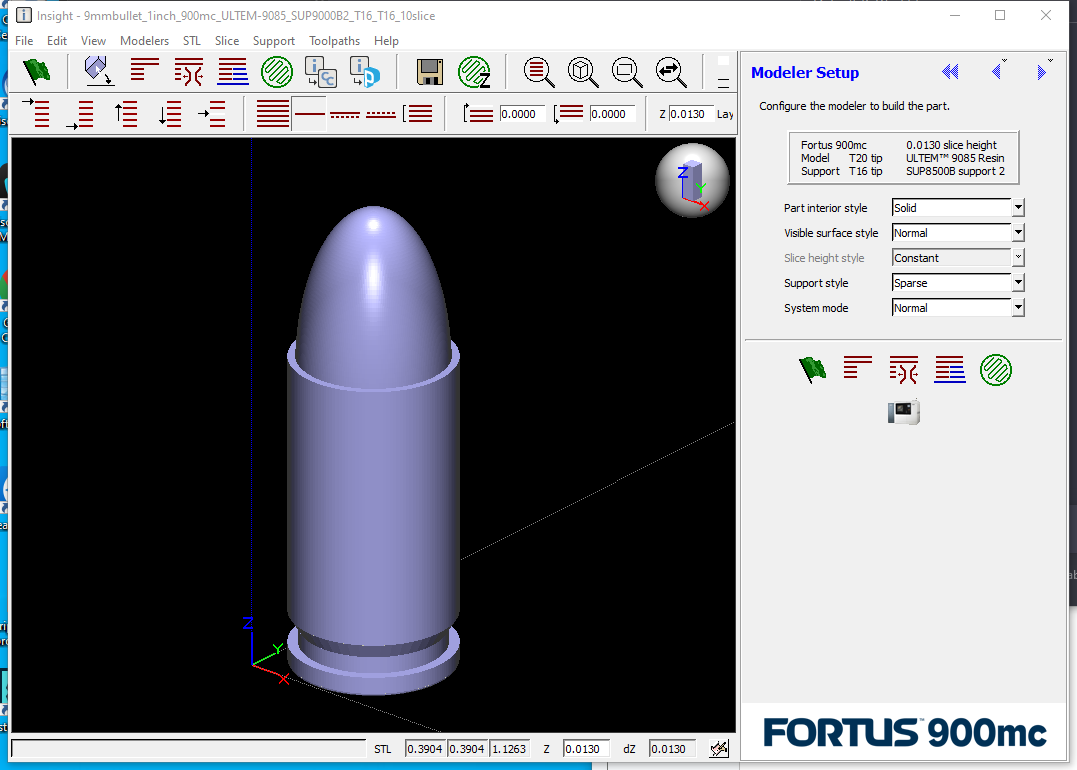 Insight - 9mmbullet_1inch_900mc_ULTEM-9085_SUP9000B2_T16_T16_10slice
File Edit View Modelers STL Slice Support Toolpaths Help
Modeler Setup
Configure the modeler to build the part.
0.0000 0.0000 Z 0.0130 Lay
Fortus 900mc 0.0130 slice height
Model T20 tip ULTEM™ 9085 Resin
Support T16 tip SUP8500B support 2
Part interior style Solid
Visible surface style Normal
Slice height style Constant
Support style Sparse
System mode Normal
Z
Y
X
Z
Y
X
FORTUS™ 900mc
STL 0.3904 0.3904 1.1263 Z 0.0130 dZ 0.0130